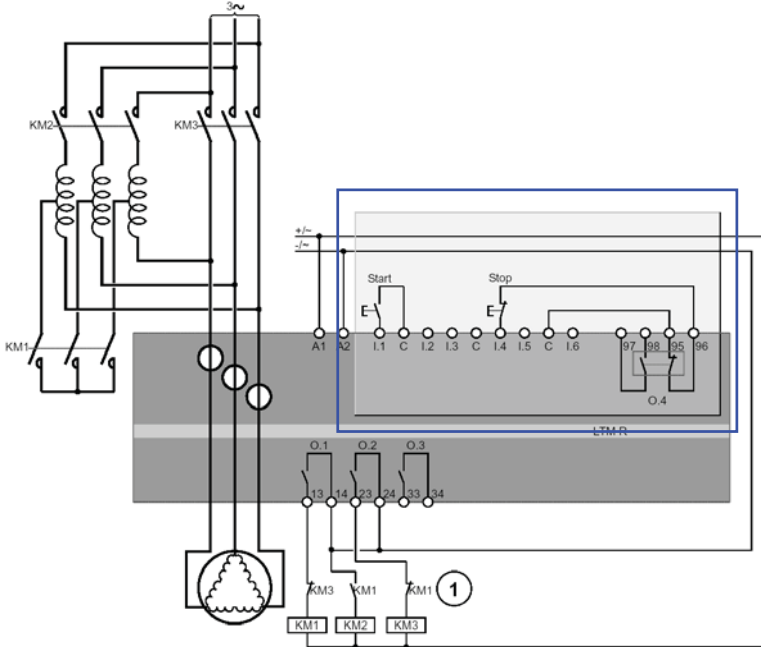 3~
KM2
KM3
+/~
-/~
Start
Stop
KM1
A1 A2 I.1 C I.2 I.3 C I.4 I.5 C I.6 97 98 95 96
O.4
LTM R
O.1 O.2 O.3
13 14 23 24 33 34
KM3 KM1 KM1 1
KM1 KM2 KM3